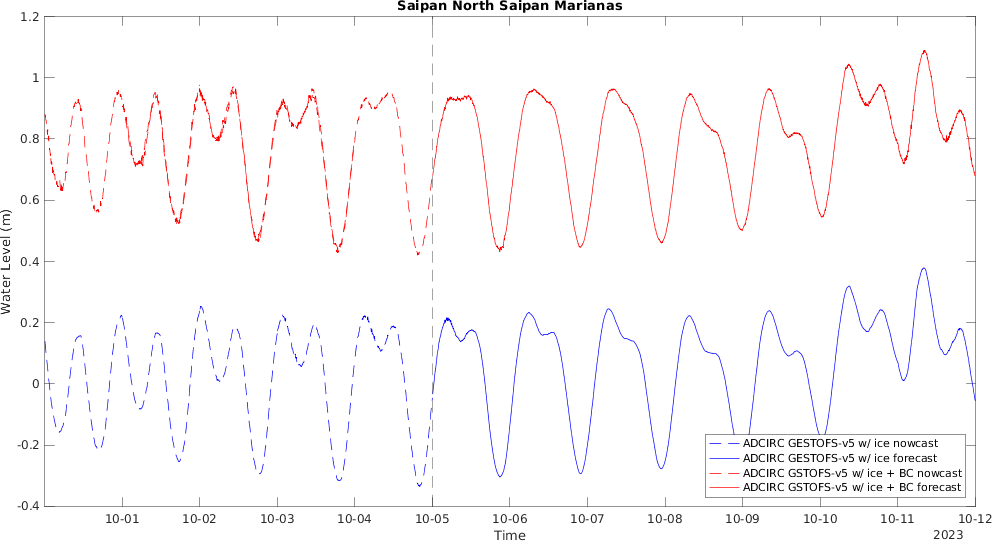 Saipan North Saipan Marianas
1.2
1
0.8
0.6
0.4
0.2
0
-0.2
-0.4
Water Level (m)
10-01 10-02 10-03 10-04 10-05 10-06 10-07 10-08 10-09 10-10 10-11 10-12
Time
2023
ADCIRC GESTOFS-v5 w/ ice nowcast
ADCIRC GESTOFS-v5 w/ ice forecast
ADCIRC GSTOFS-v5 w/ ice + BC nowcast
ADCIRC GSTOFS-v5 w/ ice + BC forecast